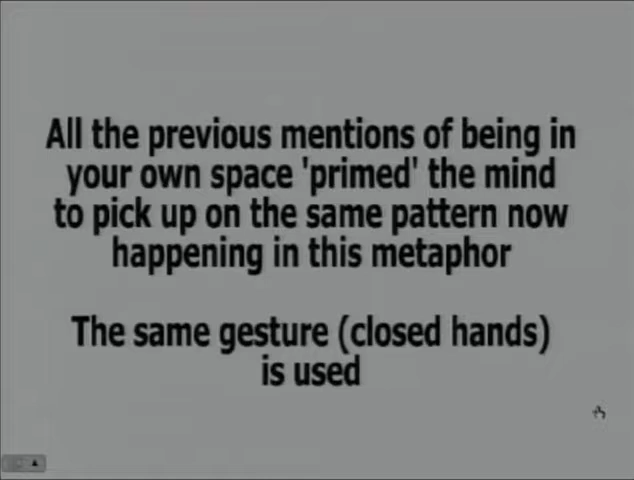 All the previous mentions of being in
your own space 'primed' the mind
to pick up on the same pattern now
happening in this metaphor
The same gesture (closed hands)
is used